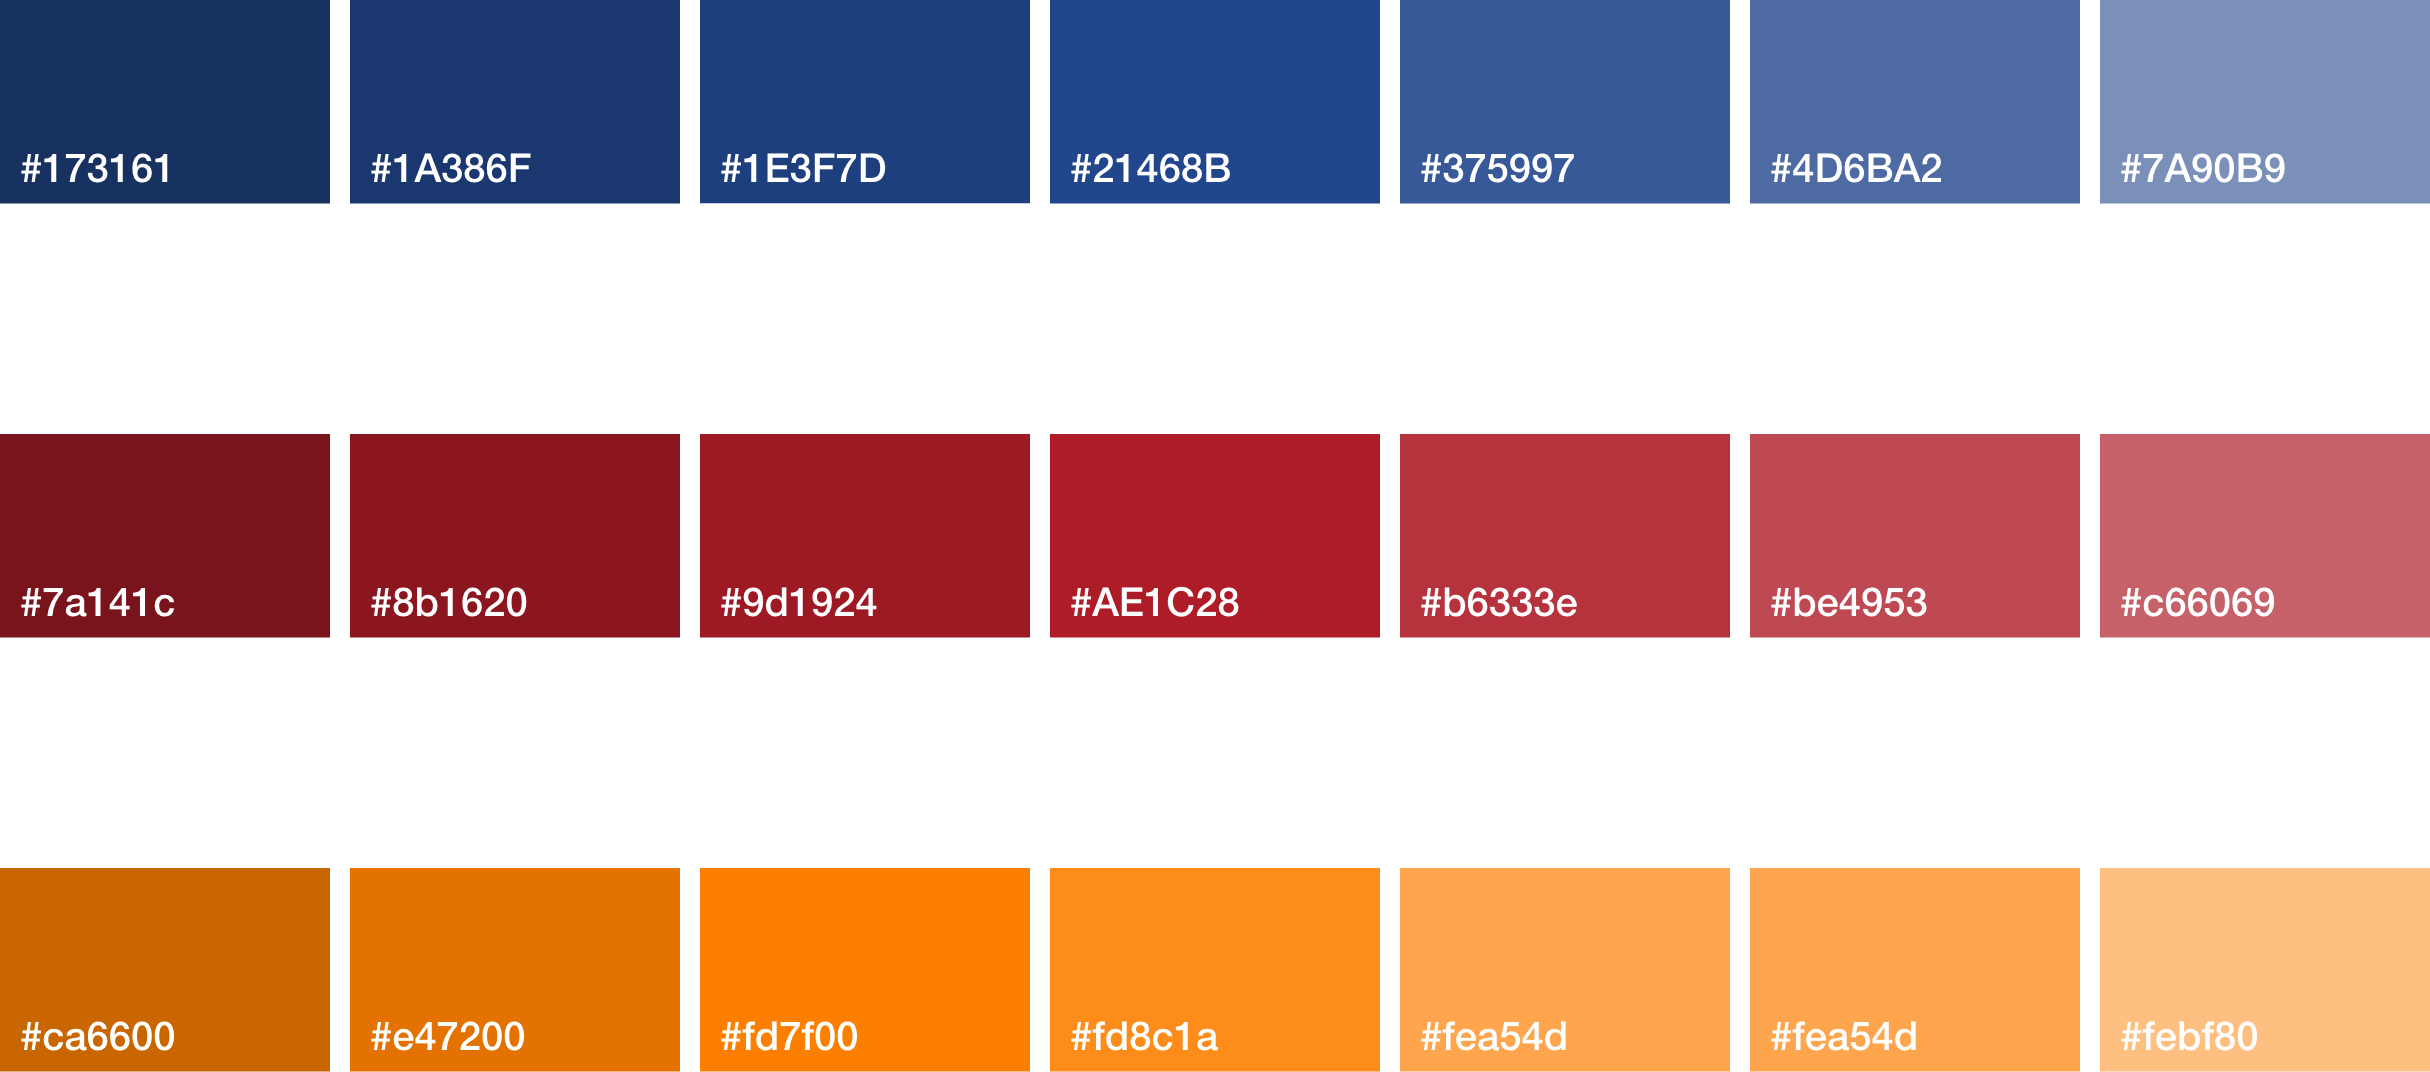 #173161
#1A386F
#1E3F7D
#21468B
#375997
#4D6BA2
#7A90B9
#7a141c
#8b1620
#9d1924
#AE1C28
#b6333e
#be4953
#c66069
#ca6600
#e47200
#fd7f00
#fd8c1a
#fea54d
#fea54d
#febf80